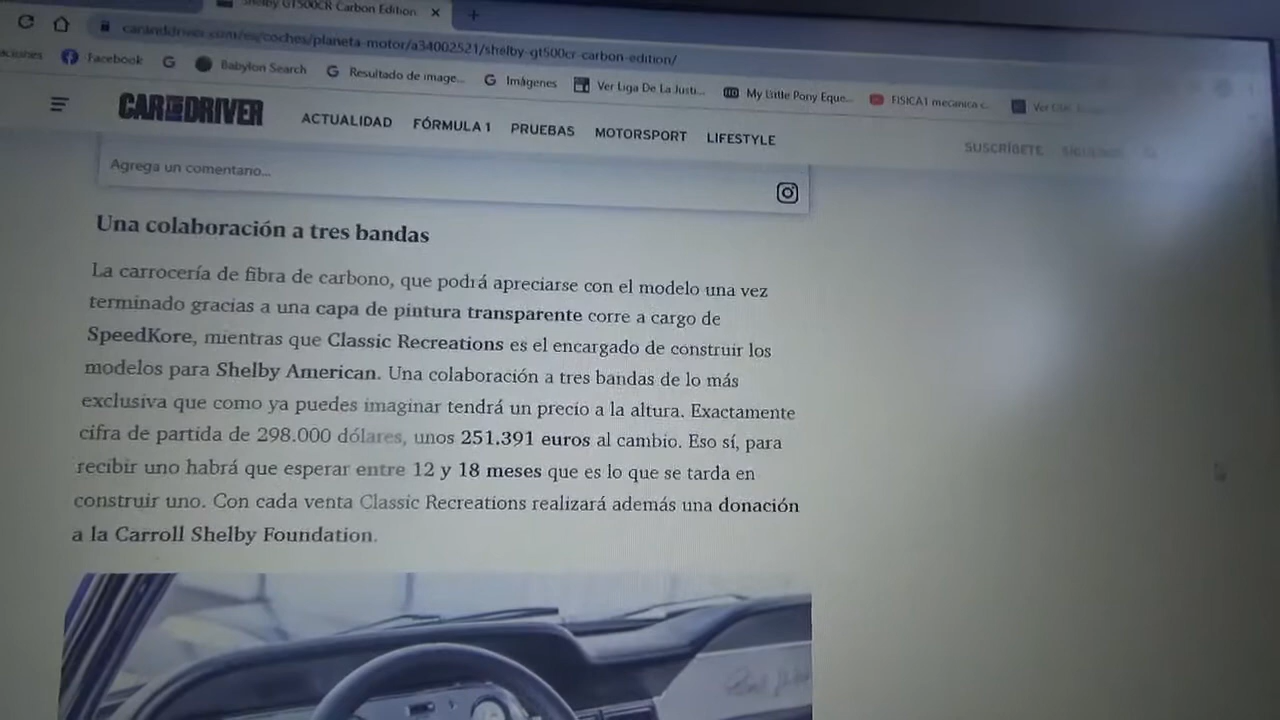 Shelby GT500CR Carbon Edition
caranddriver.com/es/coches/planeta-motor/a34002521/shelby-gt500cr-carbon-edition/
Facebook
Babylon Search
Resultado de image...
Imágenes
Ver Liga De La Justi...
My Little Pony Eque...
FISICA1 mecanica c...
CAR AND DRIVER
ACTUALIDAD
FÓRMULA 1
PRUEBAS
MOTORSPORT
LIFESTYLE
SUSCRÍBETE
SÍGUENOS
Agrega un comentario...
Una colaboración a tres bandas
La carrocería de fibra de carbono, que podrá apreciarse con el modelo una vez
terminado gracias a una capa de pintura transparente corre a cargo de
SpeedKore, mientras que Classic Recreations es el encargado de construir los
modelos para Shelby American. Una colaboración a tres bandas de lo más
exclusiva que como ya puedes imaginar tendrá un precio a la altura. Exactamente
cifra de partida de 298.000 dólares, unos 251.391 euros al cambio. Eso sí, para
recibir uno habrá que esperar entre 12 y 18 meses que es lo que se tarda en
construir uno. Con cada venta Classic Recreations realizará además una donación
a la Carroll Shelby Foundation.